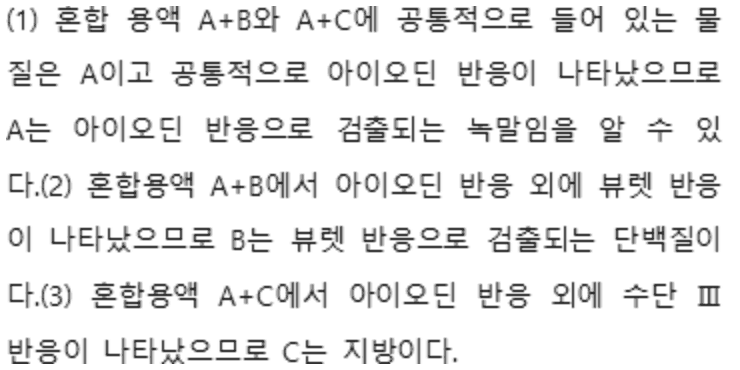 (1) 혼합 용액 A+B와 A+C에 공통적으로 들어 있는 물
질은 A이고 공통적으로 아이오딘 반응이 나타났으므로
A는 아이오딘 반응으로 검출되는 녹말임을 알 수 있
다.(2) 혼합용액 A+B에서 아이오딘 반응 외에 뷰렛 반응
이 나타났으므로 B는 뷰렛 반응으로 검출되는 단백질이
다.(3) 혼합용액 A+C에서 아이오딘 반응 외에 수단 Ⅲ
반응이 나타났으므로 C는 지방이다.